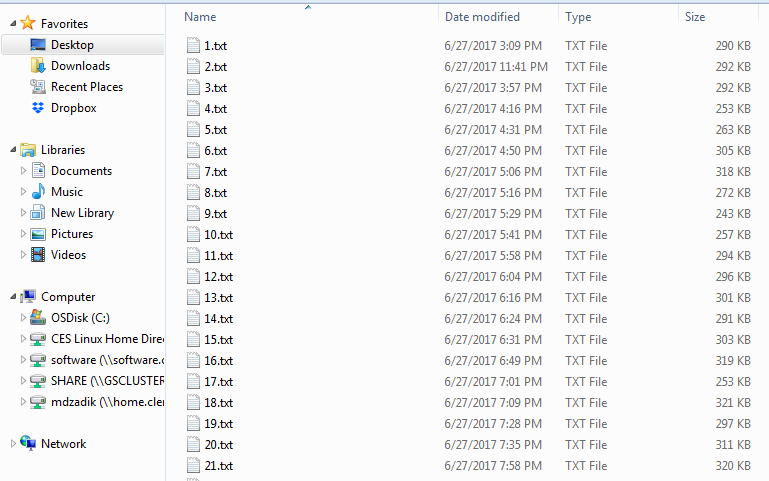 Name Date modified Type Size
Favorites
Desktop
Downloads
Recent Places
Dropbox
Libraries
Documents
Music
New Library
Pictures
Videos
Computer
OSDisk (C:)
CES Linux Home Dire
software (\\software.c
SHARE (\\GSCLUSTER
mdzadik (\\home.cler
Network
1.txt 6/27/2017 3:09 PM TXT File 290 KB
2.txt 6/27/2017 11:41 PM TXT File 292 KB
3.txt 6/27/2017 3:57 PM TXT File 292 KB
4.txt 6/27/2017 4:16 PM TXT File 253 KB
5.txt 6/27/2017 4:31 PM TXT File 263 KB
6.txt 6/27/2017 4:50 PM TXT File 305 KB
7.txt 6/27/2017 5:06 PM TXT File 318 KB
8.txt 6/27/2017 5:16 PM TXT File 272 KB
9.txt 6/27/2017 5:29 PM TXT File 243 KB
10.txt 6/27/2017 5:41 PM TXT File 257 KB
11.txt 6/27/2017 5:58 PM TXT File 294 KB
12.txt 6/27/2017 6:04 PM TXT File 296 KB
13.txt 6/27/2017 6:16 PM TXT File 301 KB
14.txt 6/27/2017 6:24 PM TXT File 291 KB
15.txt 6/27/2017 6:31 PM TXT File 303 KB
16.txt 6/27/2017 6:49 PM TXT File 319 KB
17.txt 6/27/2017 7:01 PM TXT File 253 KB
18.txt 6/27/2017 7:09 PM TXT File 321 KB
19.txt 6/27/2017 7:28 PM TXT File 297 KB
20.txt 6/27/2017 7:35 PM TXT File 311 KB
21.txt 6/27/2017 7:58 PM TXT File 320 KB